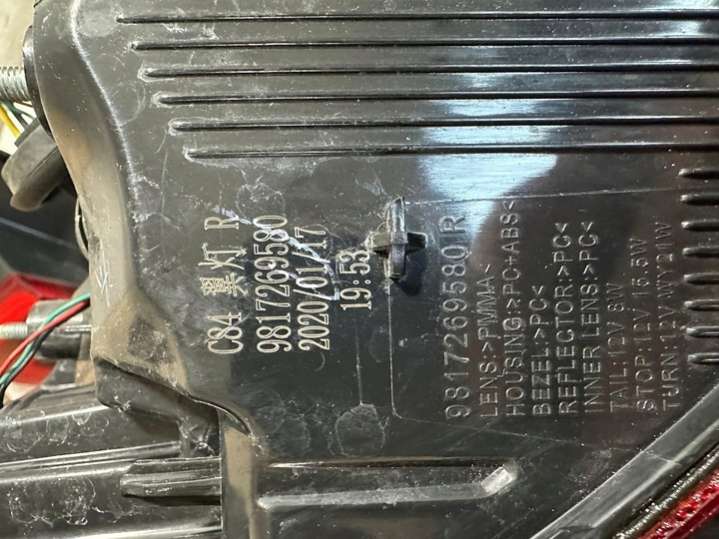 C84 翼灯 R
9817269580
2020/01/17
19:53
9817269580 R
LENS:>PMMA<
HOUSING:>PC+ABS<
BEZEL:>PC<
REFLECTOR:>PC<
INNER LENS:>PC<
TAIL:12V 8W
STOP:12V 15.5W
TURN:12V WY21W